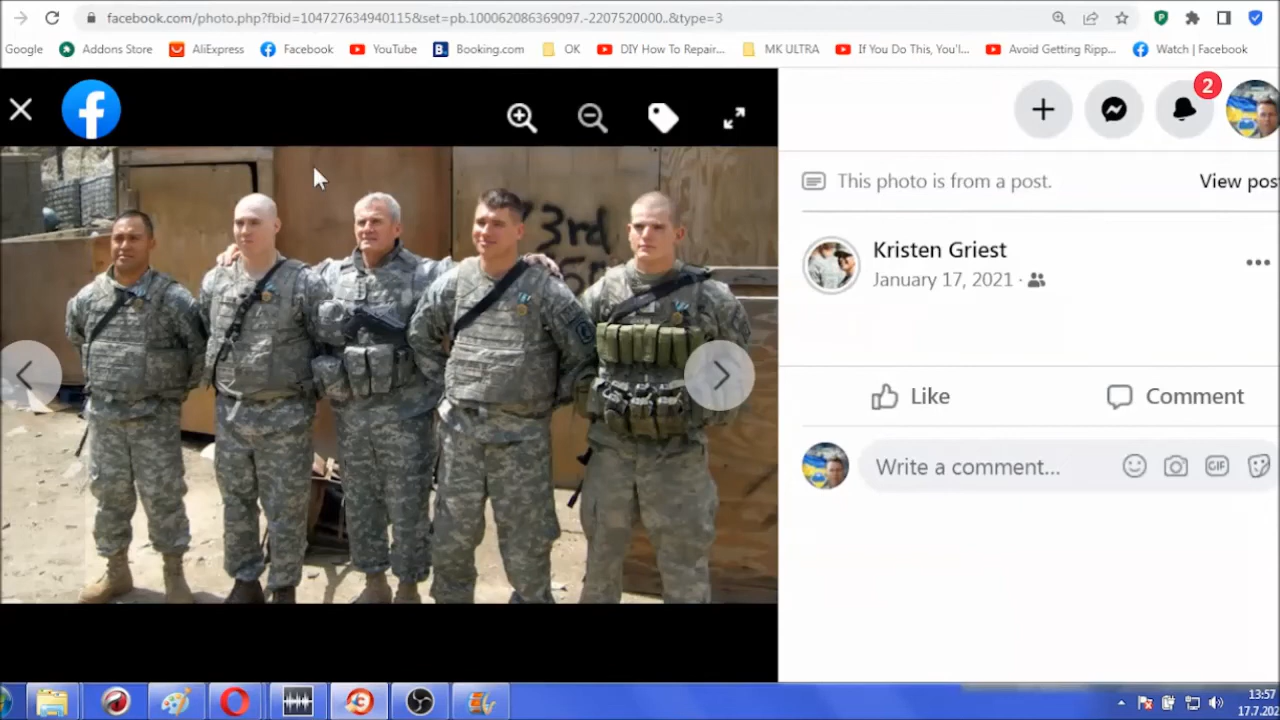 facebook.com/photo.php?fbid=104727634940115&set=pb.100062086369097.-2207520000..&type=3
Google Addons Store AliExpress Facebook YouTube Booking.com OK DIY How To Repair... MK ULTRA If You Do This, You'l... Avoid Getting Ripp... Watch | Facebook
2
This photo is from a post. View pos
Kristen Griest
January 17, 2021
Like Comment
Write a comment... GIF
73rd
13:57
17.7.202